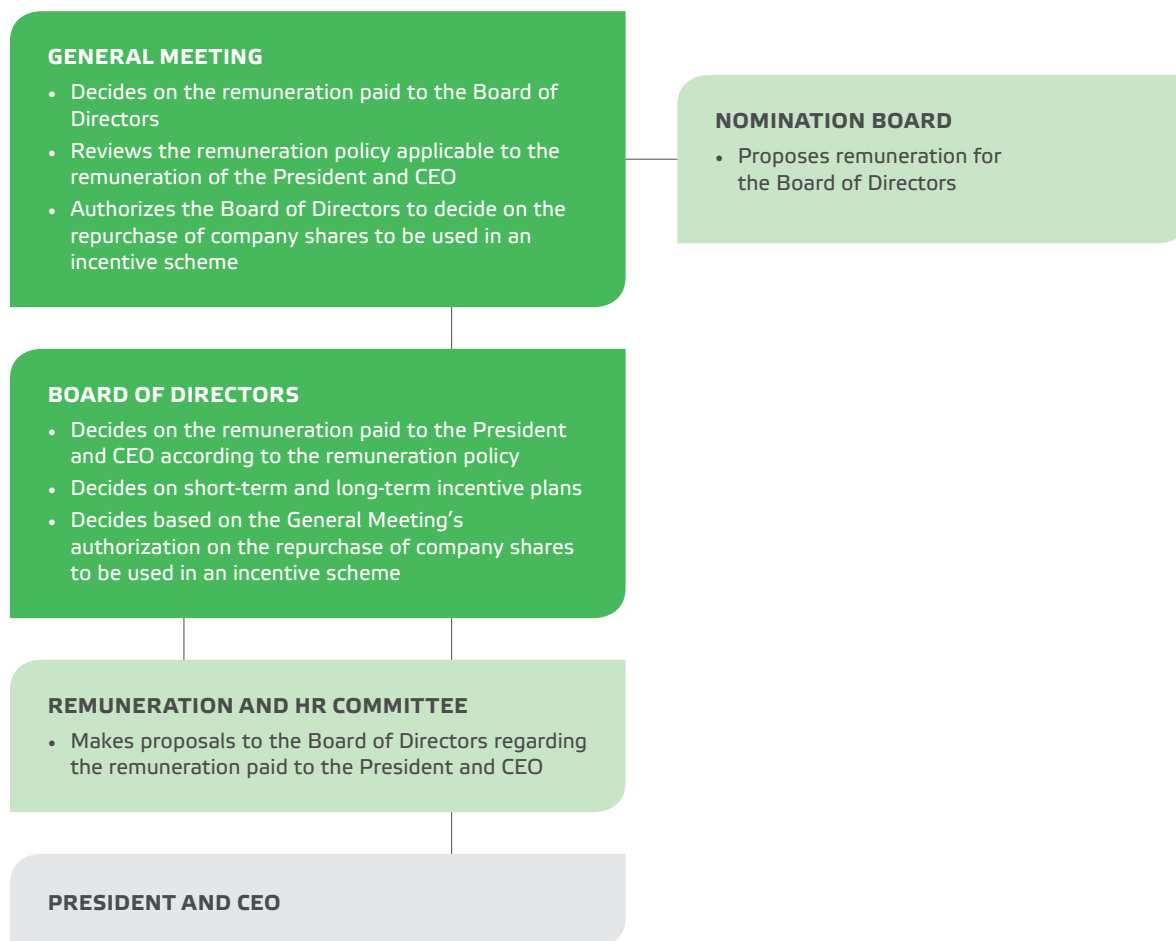 GENERAL MEETING
• Decides on the remuneration paid to the Board of
Directors
• Reviews the remuneration policy applicable to the
remuneration of the President and CEO
• Authorizes the Board of Directors to decide on the
repurchase of company shares to be used in an
incentive scheme
NOMINATION BOARD
• Proposes remuneration for
the Board of Directors
BOARD OF DIRECTORS
• Decides on the remuneration paid to the President
and CEO according to the remuneration policy
• Decides on short-term and long-term incentive plans
• Decides based on the General Meeting's
authorization on the repurchase of company shares
to be used in an incentive scheme
REMUNERATION AND HR COMMITTEE
• Makes proposals to the Board of Directors regarding
the remuneration paid to the President and CEO
PRESIDENT AND CEO